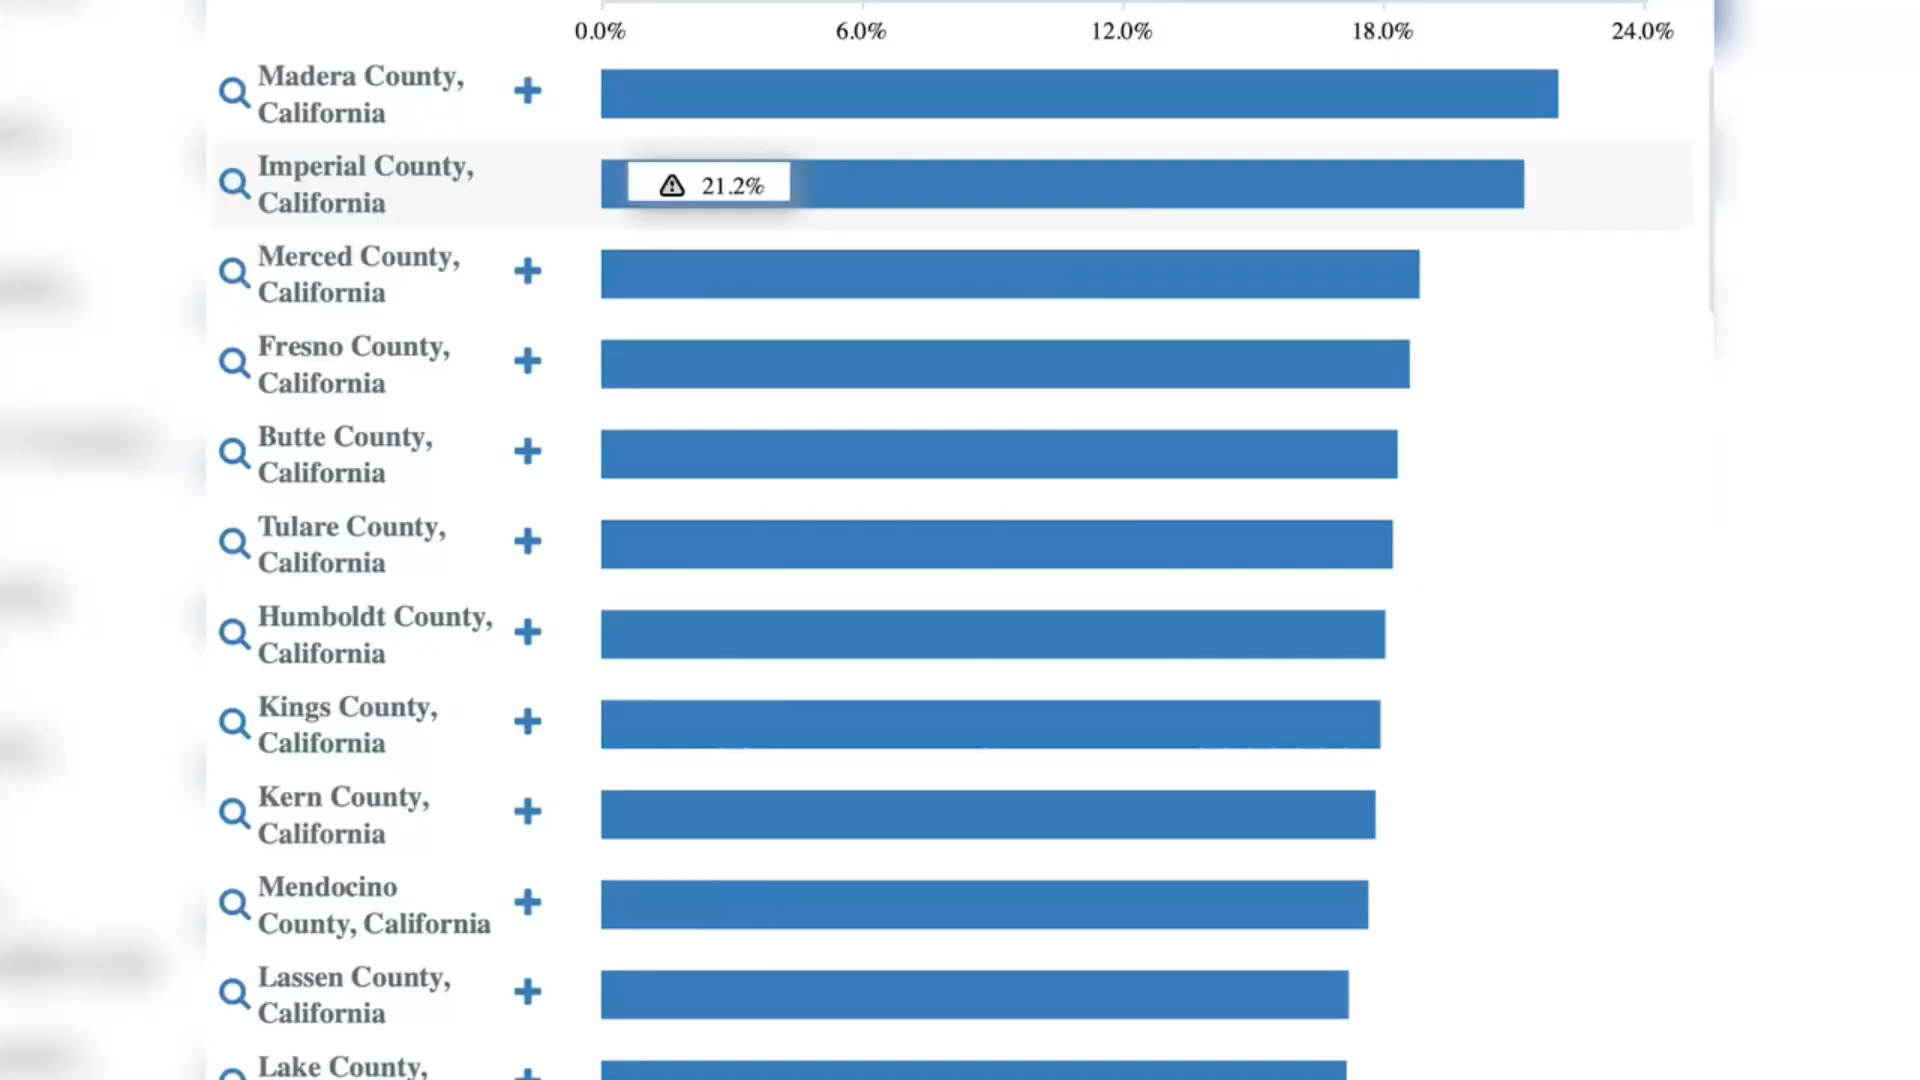 0.0% 6.0% 12.0% 18.0% 24.0%
Madera County,
California
Imperial County,
California
21.2%
Merced County,
California
Fresno County,
California
Butte County,
California
Tulare County,
California
Humboldt County,
California
Kings County,
California
Kern County,
California
Mendocino
County, California
Lassen County,
California
Lake County,